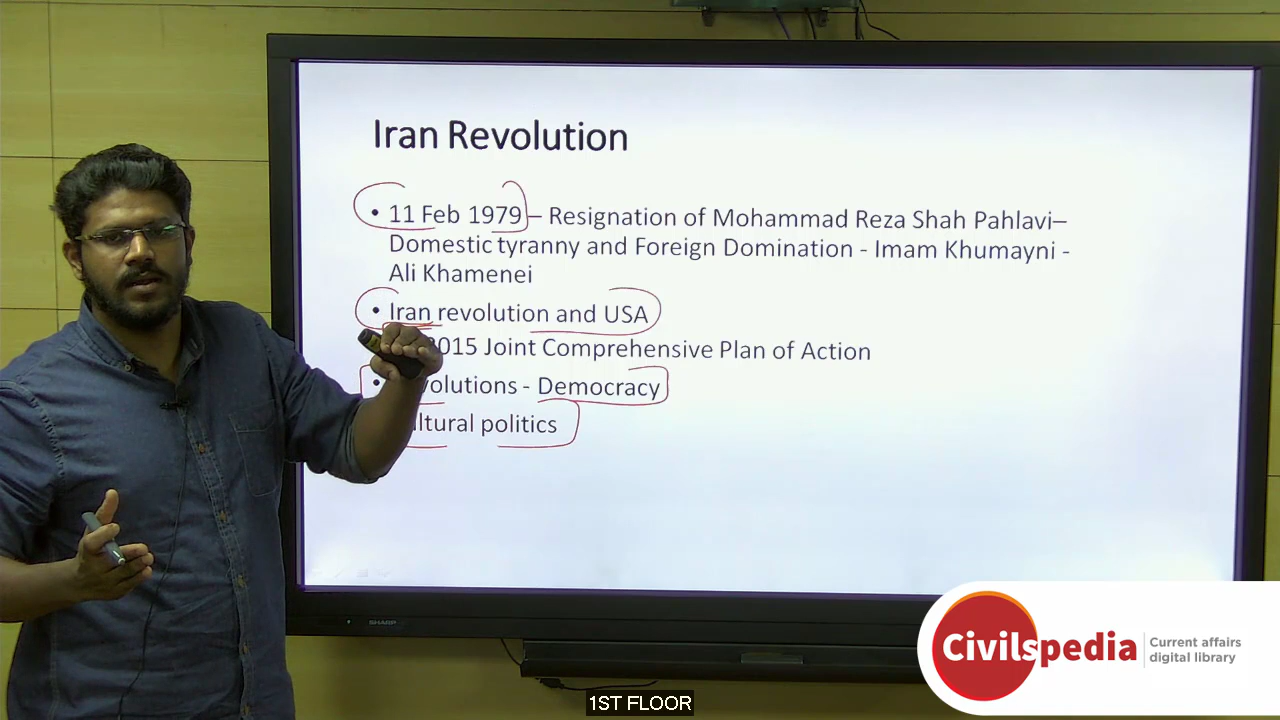 Iran Revolution
• 11 Feb 1979 – Resignation of Mohammad Reza Shah Pahlavi–
Domestic tyranny and Foreign Domination - Imam Khumayni -
Ali Khamenei
• Iran revolution and USA
2015 Joint Comprehensive Plan of Action
• volutions - Democracy
ltural politics
SHARP
Civilspedia
Current affairs
digital library
1ST FLOOR